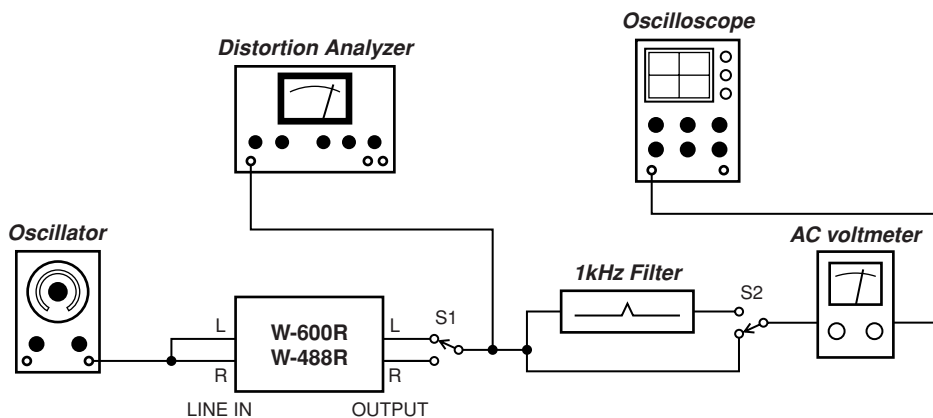 Oscilloscope
Distortion Analyzer
Oscillator
AC voltmeter
1kHz Filter
S2
S1
L
W-600R
L
W-488R
R
R
LINE IN
OUTPUT